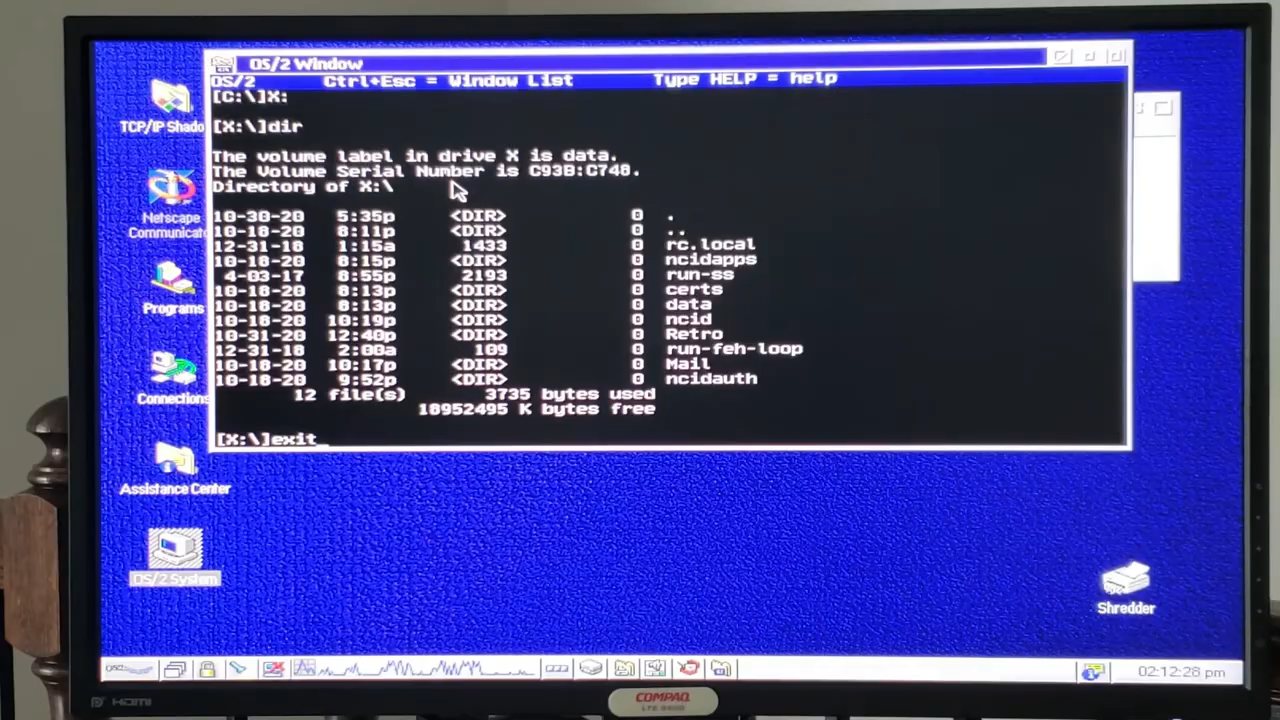 OS/2 Window
OS/2 Ctrl+Esc = Window List Type HELP = help
[C:\]X:
[X:\]dir
The volume label in drive X is data.
The Volume Serial Number is C93B:C748.
Directory of X:\
10-30-20 5:35p <DIR> 0 .
10-18-20 8:11p <DIR> 0 ..
12-31-18 1:15a 1433 0 rc.local
10-18-20 8:15p <DIR> 0 ncidapps
4-03-17 8:55p 2193 0 run-ss
10-18-20 8:13p <DIR> 0 certs
10-18-20 8:13p <DIR> 0 data
10-18-20 10:19p <DIR> 0 ncid
10-31-20 12:40p <DIR> 0 Retro
12-31-18 2:00a 109 0 run-feh-loop
10-18-20 10:17p <DIR> 0 Mail
10-18-20 9:52p <DIR> 0 ncidauth
12 file(s) 3735 bytes used
18952495 K bytes free
[X:\]exit_
TCP/IP Shado
Netscape
Communicat
Programs
Connections
Assistance Center
OS/2 System
Shredder
OS/2
02:12:28 pm
HDMI
COMPAQ
LTE